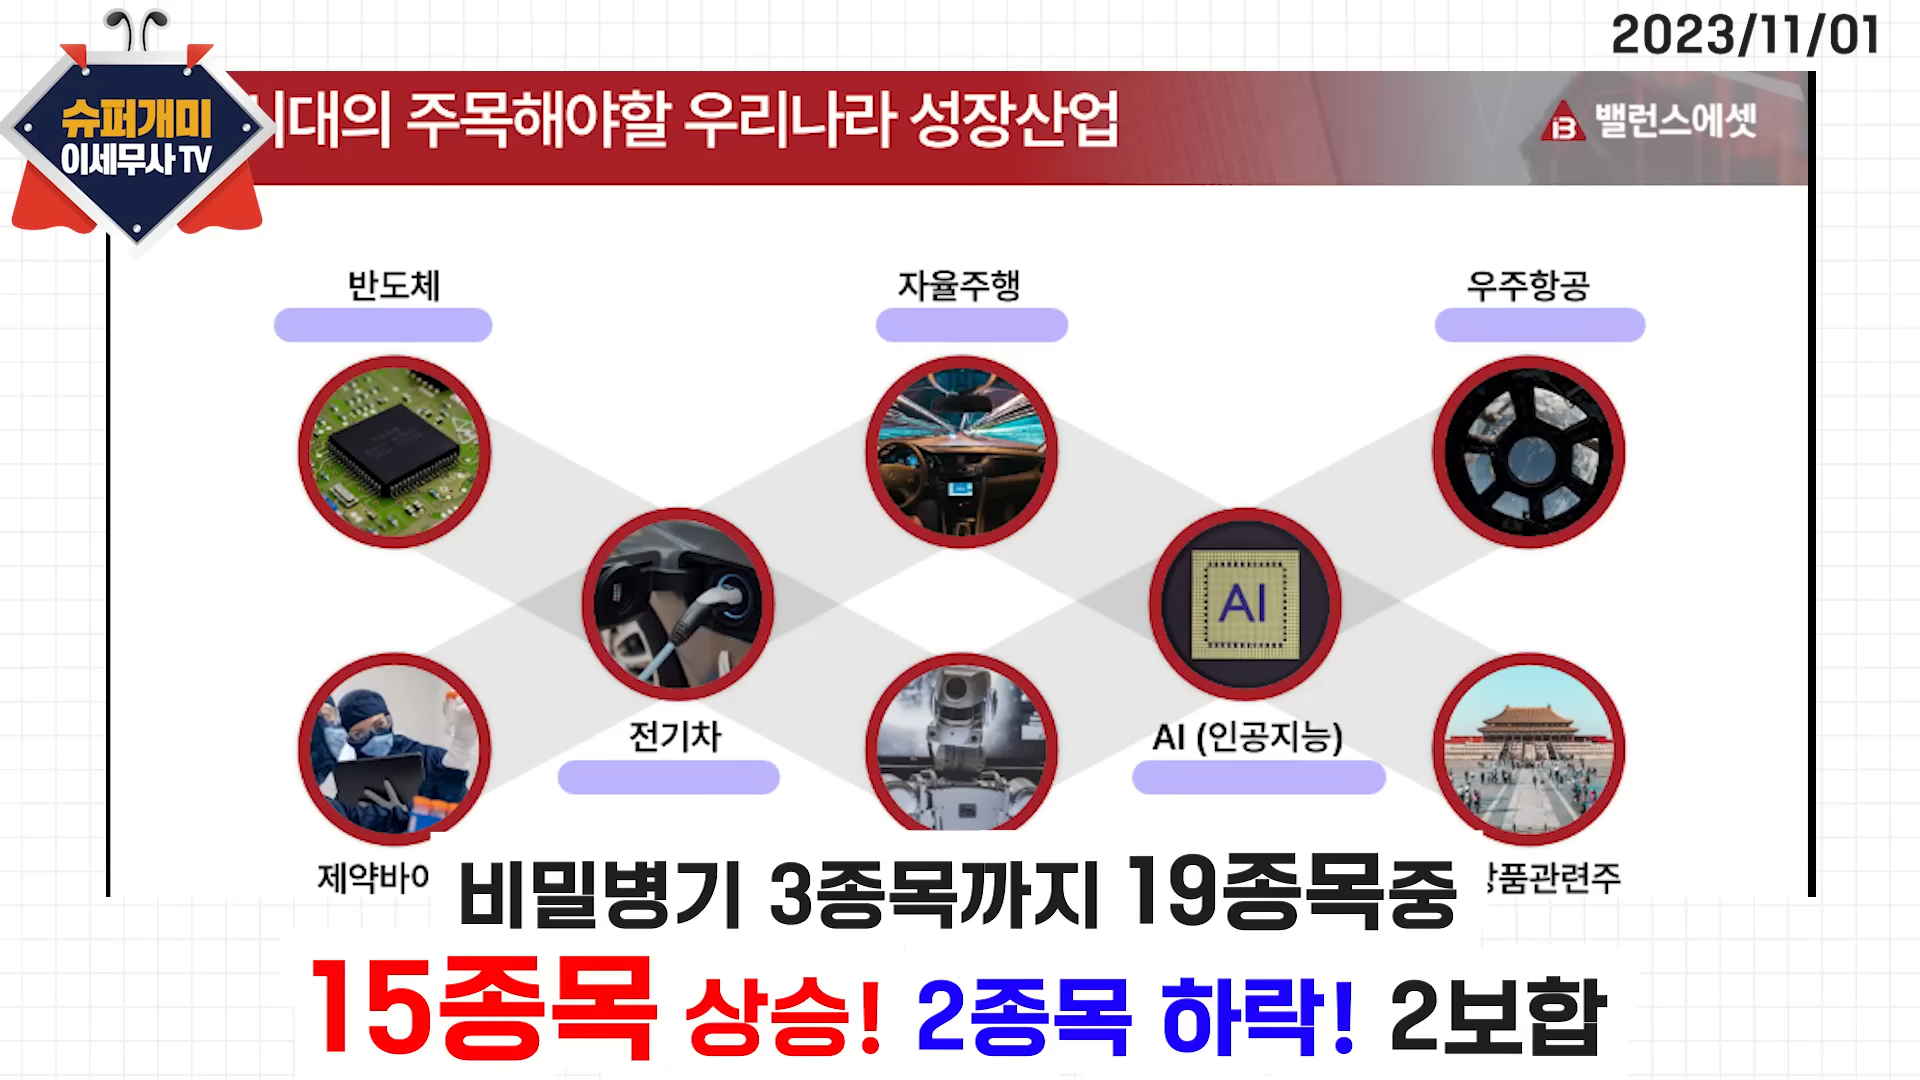 2023/11/01
슈퍼개미
이세무사TV
시대의 주목해야할 우리나라 성장산업
밸런스에셋
반도체
자율주행
우주항공
AI
전기차
AI (인공지능)
제약바이
품관련주
비밀병기 3종목까지 19종목중
15종목 상승! 2종목 하락! 2보합